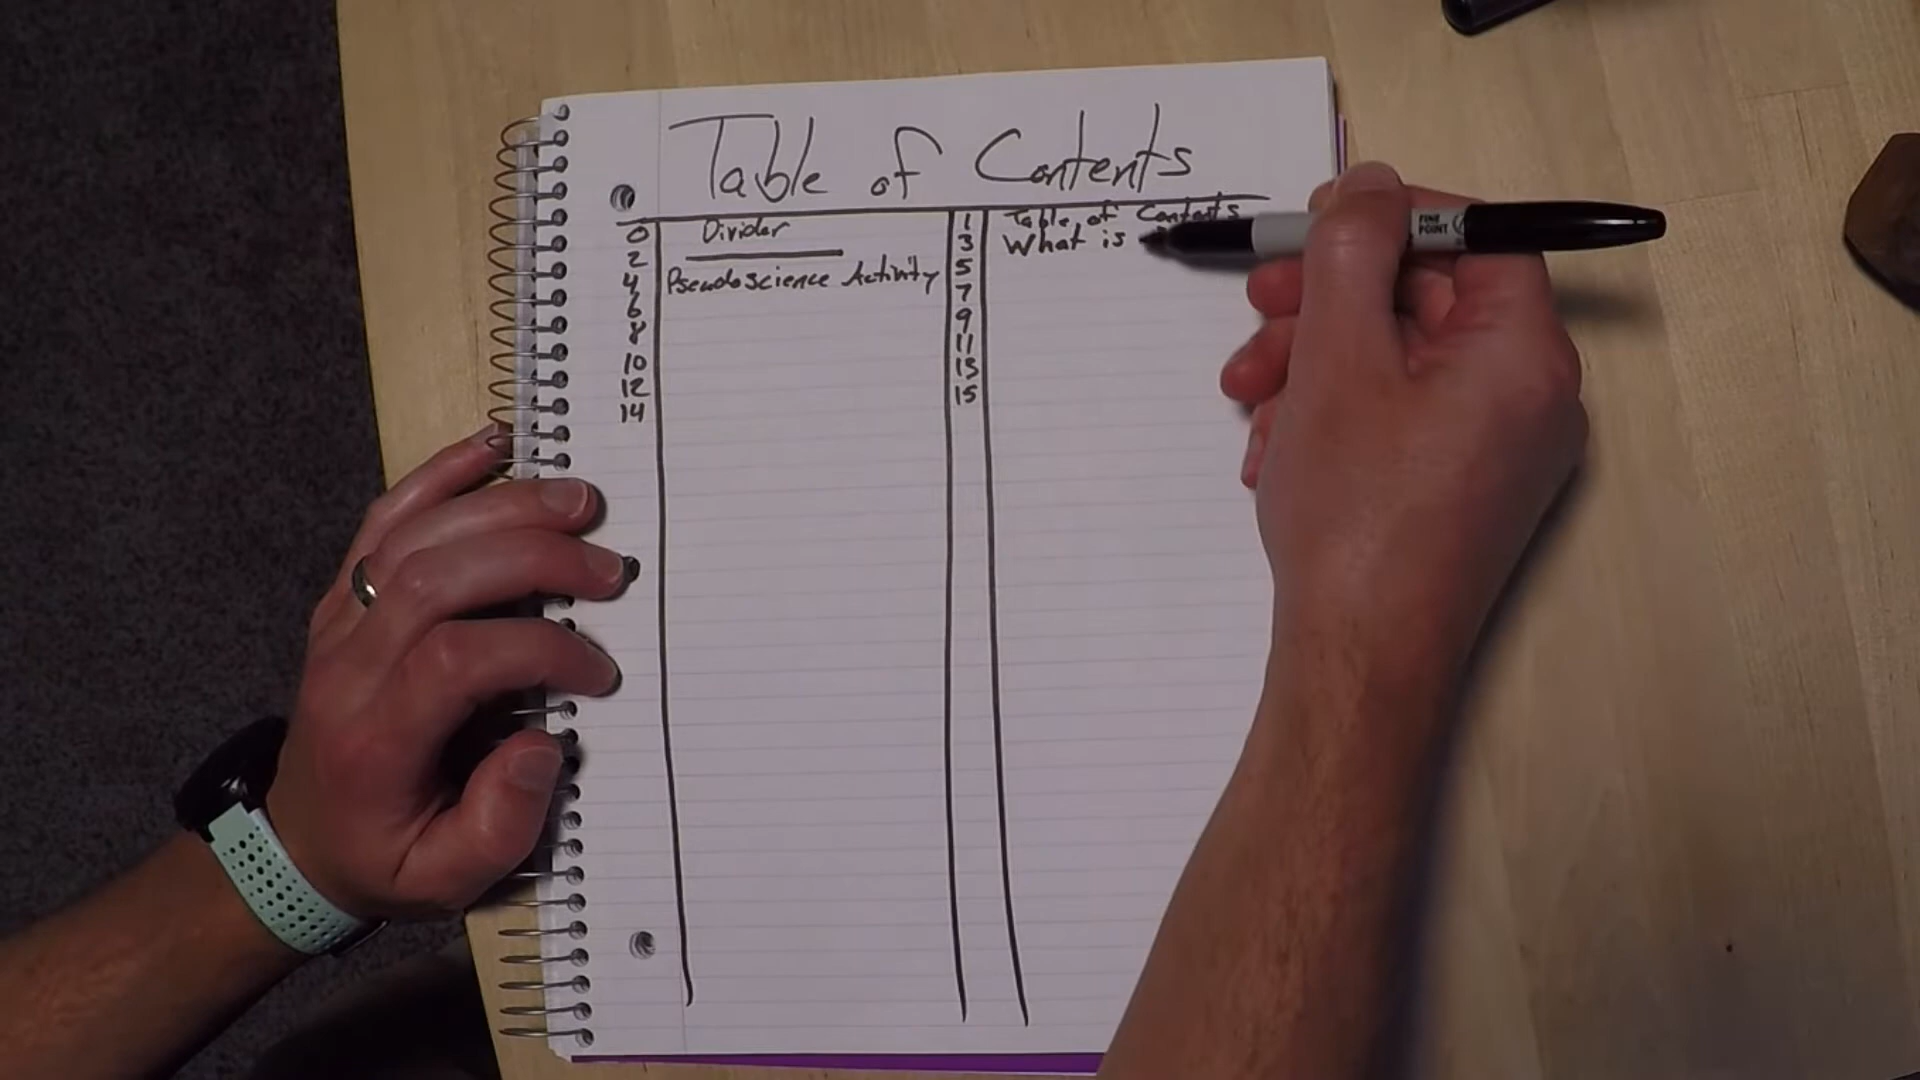 Table of Contents
0 Divider 1 Table of Contents
2 3 What is
4 Pseudoscience Activity 5
6 7
8 9
10 11
12 13
14 15
FINE
POINT